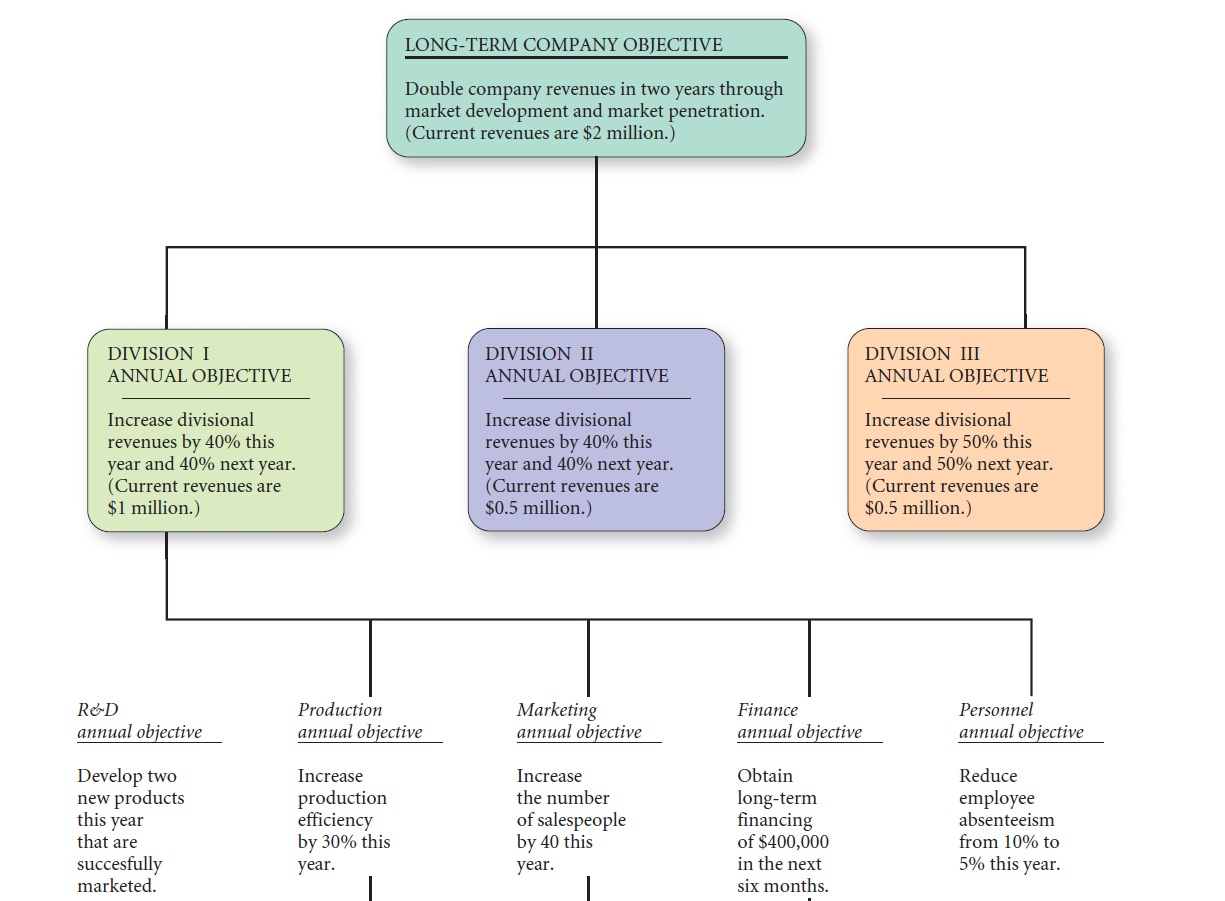 LONG-TERM COMPANY OBJECTIVE
Double company revenues in two years through
market development and market penetration.
(Current revenues are $2 million.)
DIVISION I
ANNUAL OBJECTIVE
Increase divisional
revenues by 40% this
year and 40% next year.
(Current revenues are
$1 million.)
DIVISION II
ANNUAL OBJECTIVE
Increase divisional
revenues by 40% this
year and 40% next year.
(Current revenues are
$0.5 million.)
DIVISION III
ANNUAL OBJECTIVE
Increase divisional
revenues by 50% this
year and 50% next year.
(Current revenues are
$0.5 million.)
R&D
annual objective
Develop two
new products
this year
that are
succesfully
marketed.
Production
annual objective
Increase
production
efficiency
by 30% this
year.
Marketing
annual objective
Increase
the number
of salespeople
by 40 this
year.
Finance
annual objective
Obtain
long-term
financing
of $400,000
in the next
six months.
Personnel
annual objective
Reduce
employee
absenteeism
from 10% to
5% this year.